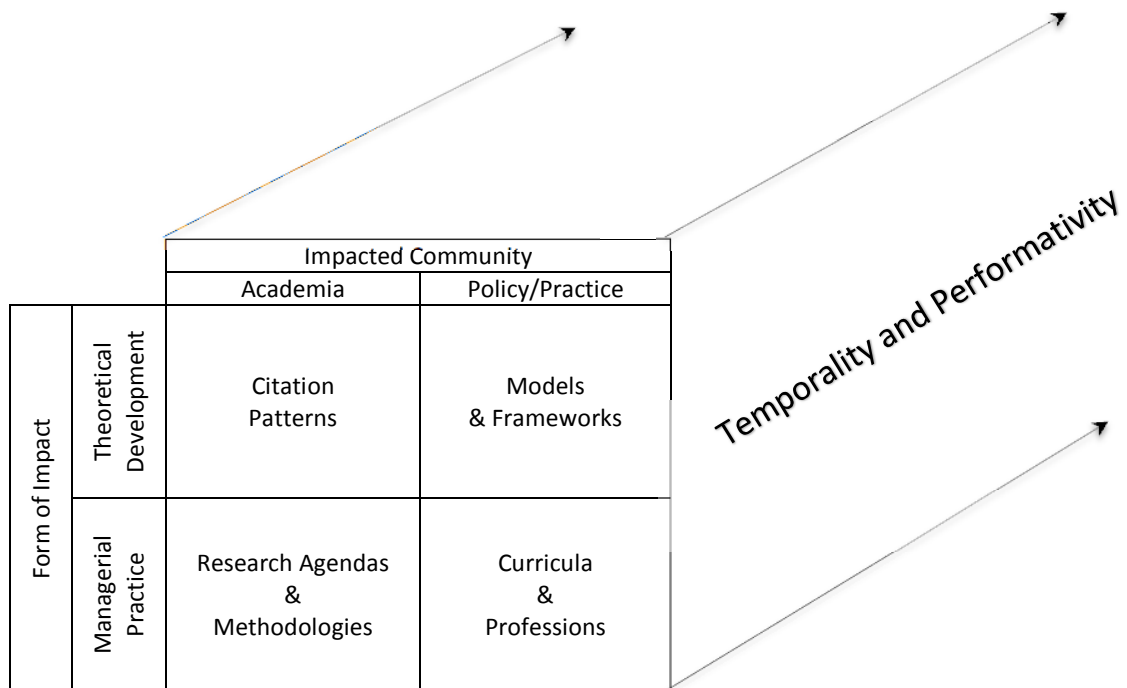 Impacted Community
Academia
Policy/Practice
Form of Impact
Theoretical
Development
Citation
Patterns
Models
& Frameworks
Managerial
Practice
Research Agendas
&
Methodologies
Curricula
&
Professions
Temporality and Performativity